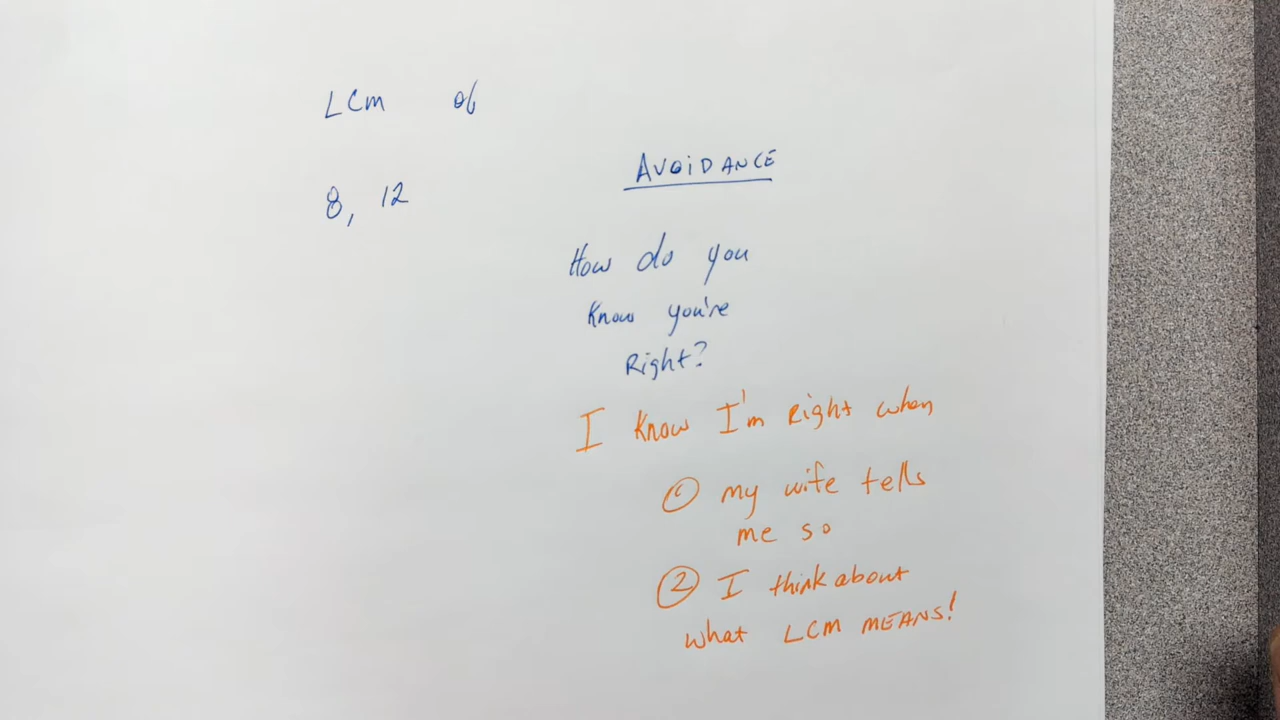 LCM of
8, 12
AVOIDANCE
How do you
know you're
Right?
I know I'm right when
① my wife tells
me so
② I think about
what LCM MEANS!